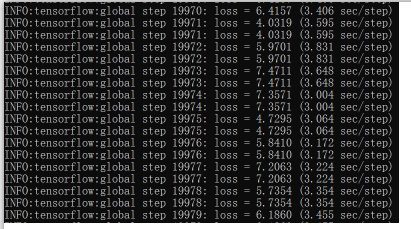 INFO:tensorflow:global step 19970: loss = 6.4157 (3.406 sec/step)
INFO:tensorflow:global step 19971: loss = 4.0319 (3.595 sec/step)
INFO:tensorflow:global step 19971: loss = 4.0319 (3.595 sec/step)
INFO:tensorflow:global step 19972: loss = 5.9701 (3.831 sec/step)
INFO:tensorflow:global step 19972: loss = 5.9701 (3.831 sec/step)
INFO:tensorflow:global step 19973: loss = 7.4711 (3.648 sec/step)
INFO:tensorflow:global step 19973: loss = 7.4711 (3.648 sec/step)
INFO:tensorflow:global step 19974: loss = 7.3571 (3.004 sec/step)
INFO:tensorflow:global step 19974: loss = 7.3571 (3.004 sec/step)
INFO:tensorflow:global step 19975: loss = 4.7295 (3.064 sec/step)
INFO:tensorflow:global step 19975: loss = 4.7295 (3.064 sec/step)
INFO:tensorflow:global step 19976: loss = 5.8410 (3.172 sec/step)
INFO:tensorflow:global step 19976: loss = 5.8410 (3.172 sec/step)
INFO:tensorflow:global step 19977: loss = 7.2063 (3.224 sec/step)
INFO:tensorflow:global step 19977: loss = 7.2063 (3.224 sec/step)
INFO:tensorflow:global step 19978: loss = 5.7354 (3.354 sec/step)
INFO:tensorflow:global step 19978: loss = 5.7354 (3.354 sec/step)
INFO:tensorflow:global step 19979: loss = 6.1860 (3.455 sec/step)